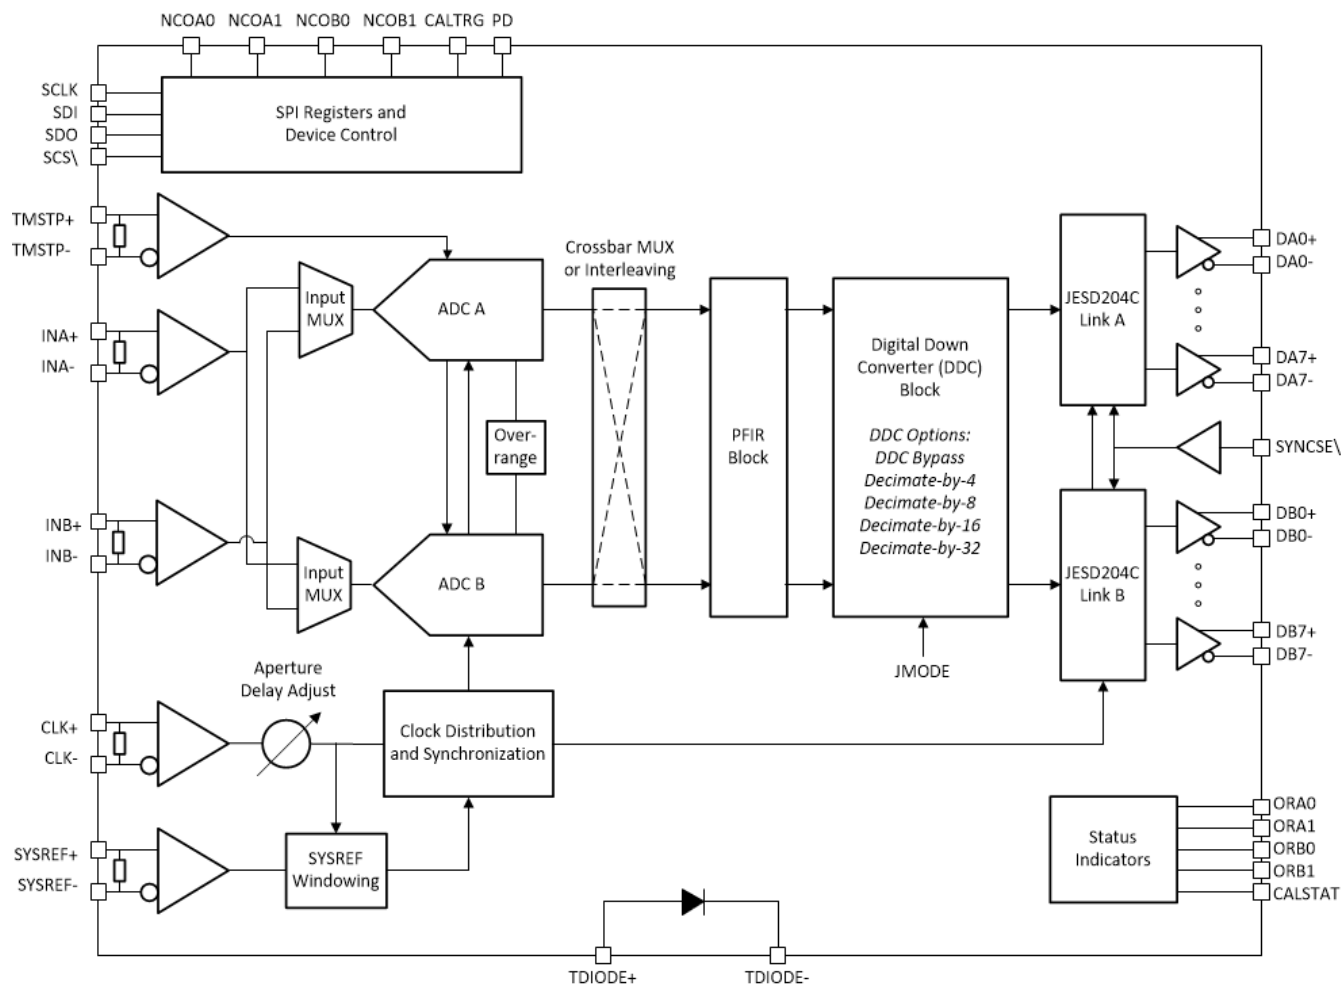 NCOA0 NCOA1 NCOB0 NCOB1 CALTRG PD
SCLK
SDI
SDO
SCS\
SPI Registers and
Device Control
TMSTP+
TMSTP-
INA+
INA-
Input
MUX
ADC A
Crossbar MUX
or Interleaving
Over-
range
PFIR
Block
Digital Down
Converter (DDC)
Block
DDC Options:
DDC Bypass
Decimate-by-4
Decimate-by-8
Decimate-by-16
Decimate-by-32
JMODE
JESD204C
Link A
DA0+
DA0-
DA7+
DA7-
SYNCSE\
INB+
INB-
Input
MUX
ADC B
JESD204C
Link B
DB0+
DB0-
DB7+
DB7-
Aperture
Delay Adjust
CLK+
CLK-
Clock Distribution
and Synchronization
SYSREF+
SYSREF-
SYSREF
Windowing
Status
Indicators
ORA0
ORA1
ORB0
ORB1
CALSTAT
TDIODE+
TDIODE-